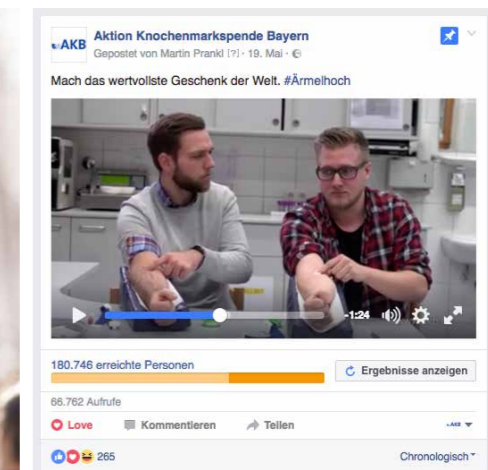 AKB
Aktion Knochenmarkspende Bayern
Gepostet von Martin Prankl [?] · 19. Mai ·
Mach das wertvollste Geschenk der Welt. #Ärmelhoch
-1:24
180.746 erreichte Personen
Ergebnisse anzeigen
66.762 Aufrufe
Love Kommentieren Teilen AKB
265 Chronologisch